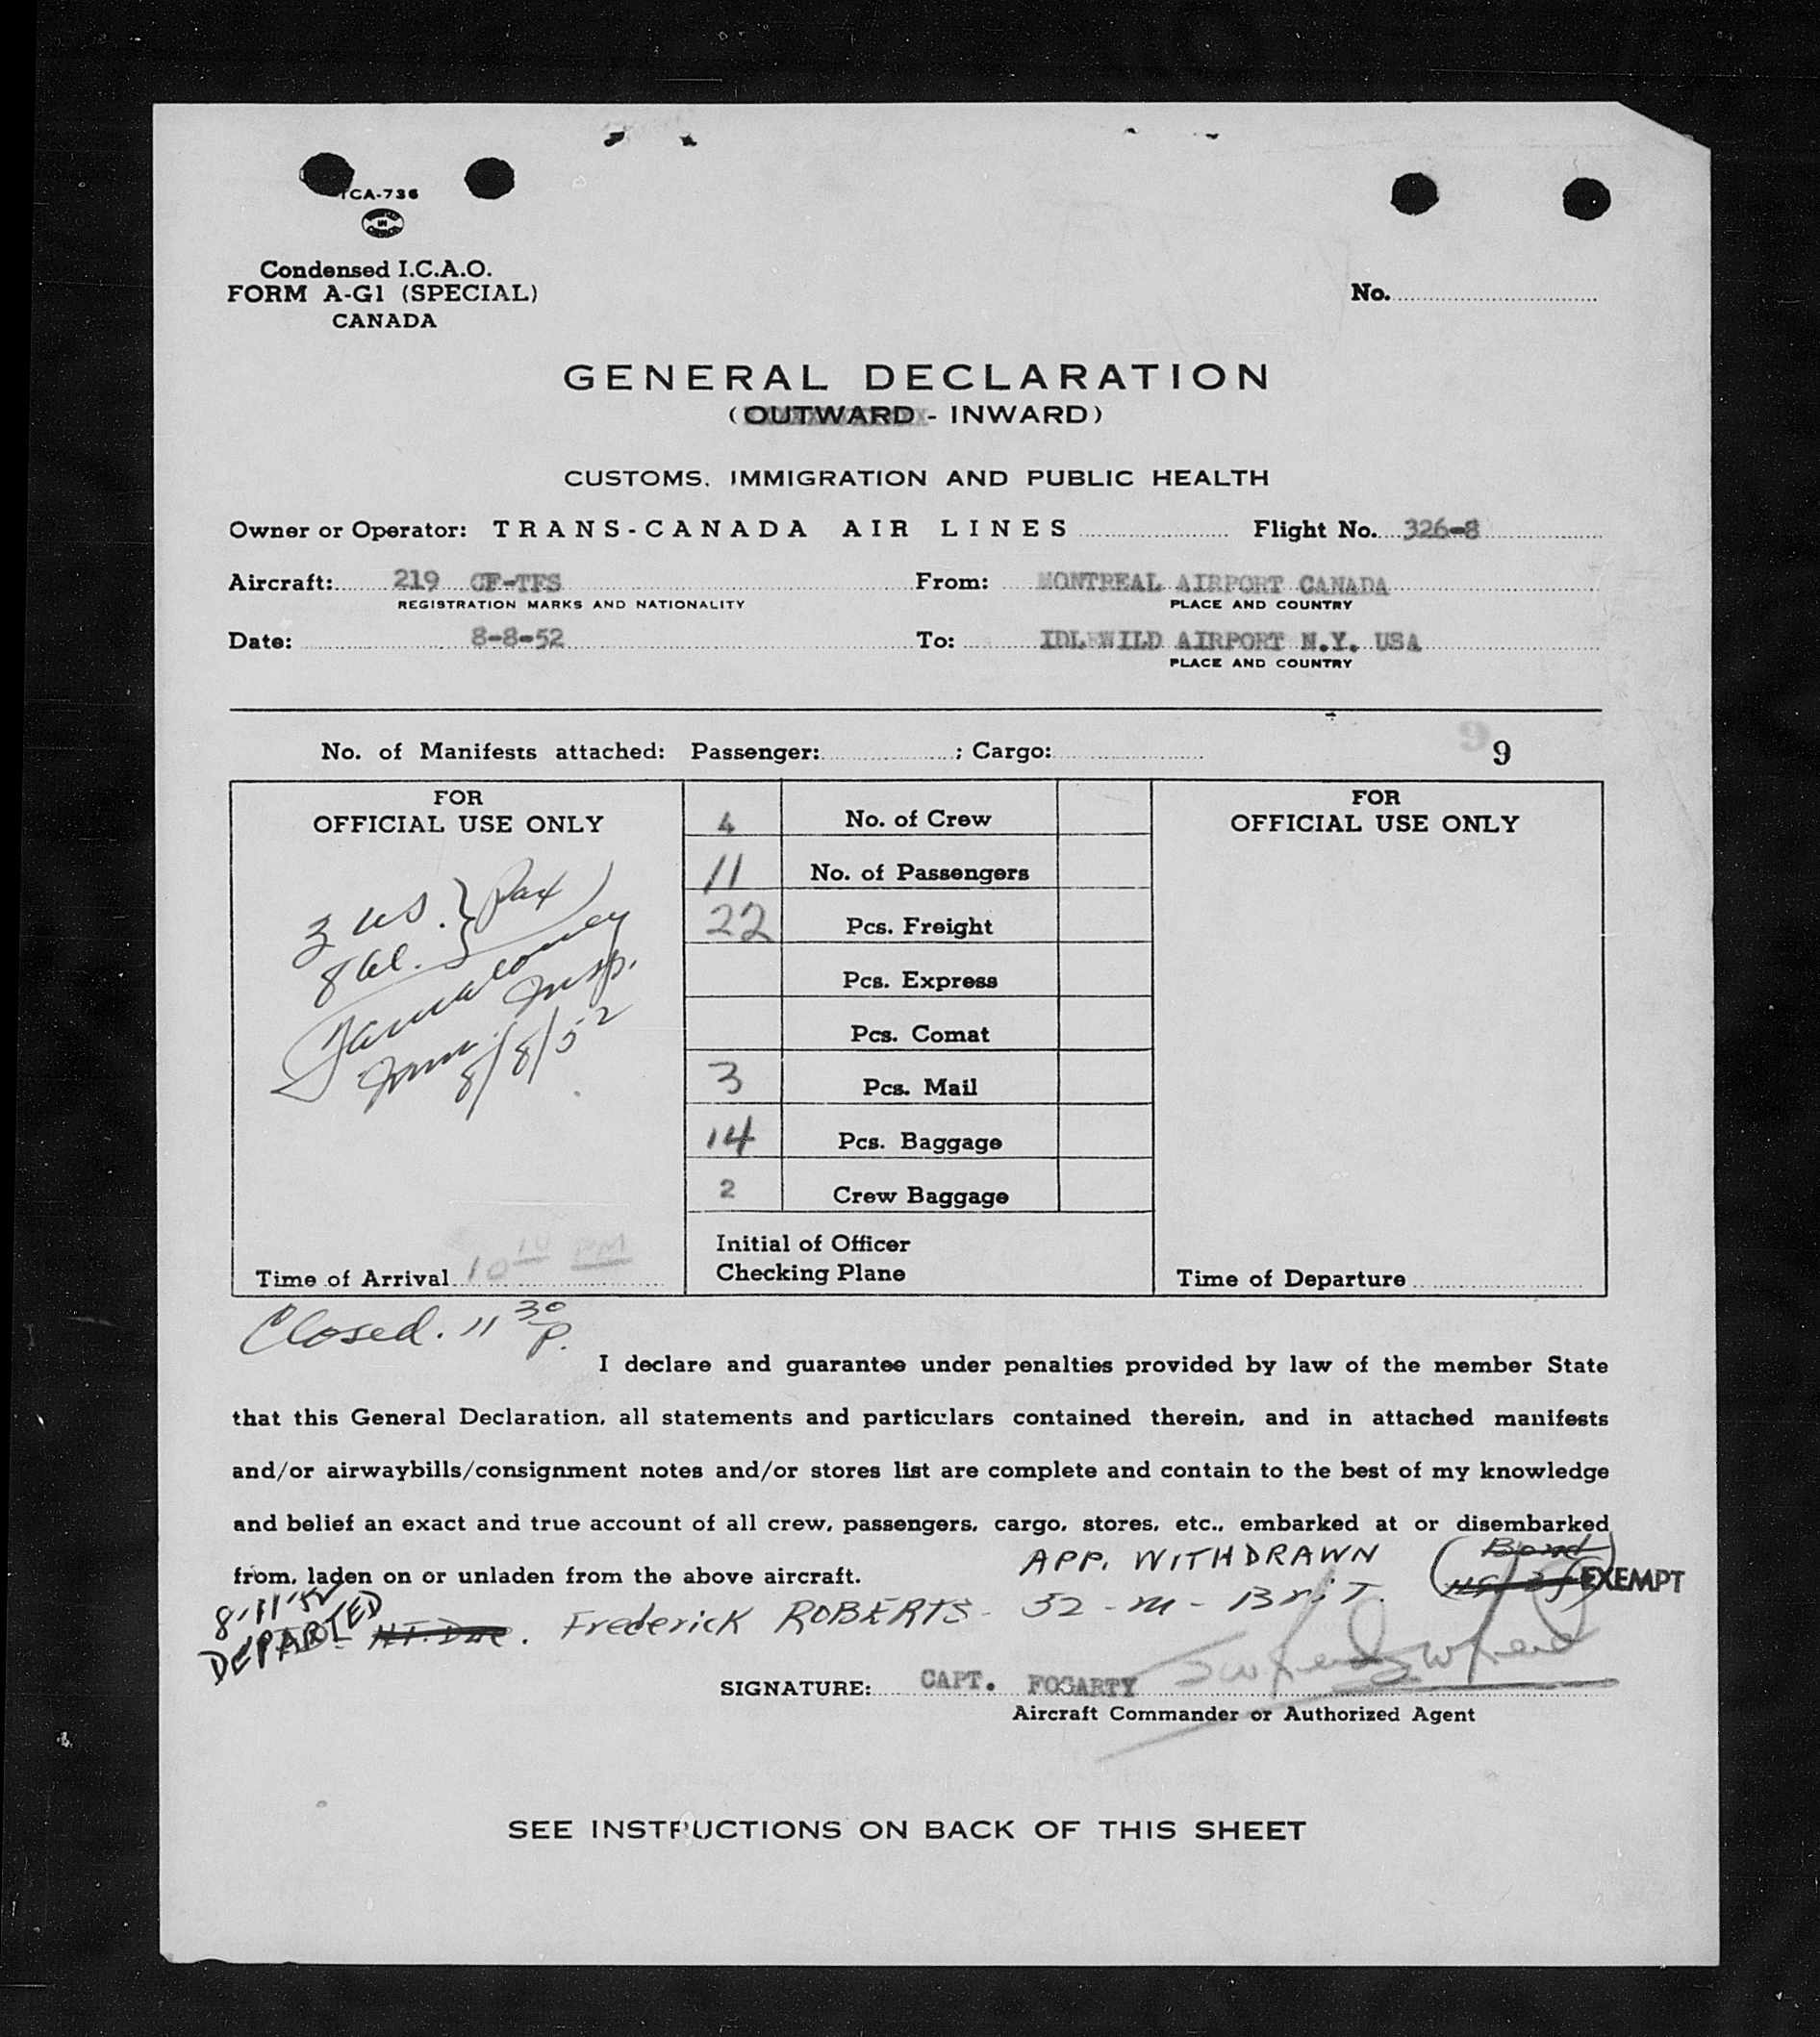 TCA-736
Condensed I.C.A.O.
FORM A-G1 (SPECIAL)
CANADA
No.
GENERAL DECLARATION
(OUTWARD - INWARD)
CUSTOMS, IMMIGRATION AND PUBLIC HEALTH
Owner or Operator: TRANS-CANADA AIR LINES Flight No. 326-8
Aircraft: 219 CF-TFS From: MONTREAL AIRPORT CANADA
REGISTRATION MARKS AND NATIONALITY PLACE AND COUNTRY
Date: 8-8-52 To: IDLEWILD AIRPORT N.Y. USA
PLACE AND COUNTRY
No. of Manifests attached: Passenger: ; Cargo: 9 9
FOR
OFFICIAL USE ONLY
3 US. } Pax
8 al.
Insp.
Imm. 8/8/52
Time of Arrival 10 10 PM
4 No. of Crew
11 No. of Passengers
22 Pcs. Freight
Pcs. Express
Pcs. Comat
3 Pcs. Mail
14 Pcs. Baggage
2 Crew Baggage
Initial of Officer
Checking Plane
FOR
OFFICIAL USE ONLY
Time of Departure
Closed. 11 30 P.
I declare and guarantee under penalties provided by law of the member State
that this General Declaration, all statements and particulars contained therein, and in attached manifests
and/or airwaybills/consignment notes and/or stores list are complete and contain to the best of my knowledge
and belief an exact and true account of all crew, passengers, cargo, stores, etc., embarked at or disembarked
from, laden on or unladen from the above aircraft.
APP. WITHDRAWN
Bond
EXEMPT
8-11-52
DEPARTED
Frederick ROBERTS - 32 - M - Brit.
SIGNATURE: CAPT. FOGARTY
Aircraft Commander or Authorized Agent
SEE INSTRUCTIONS ON BACK OF THIS SHEET